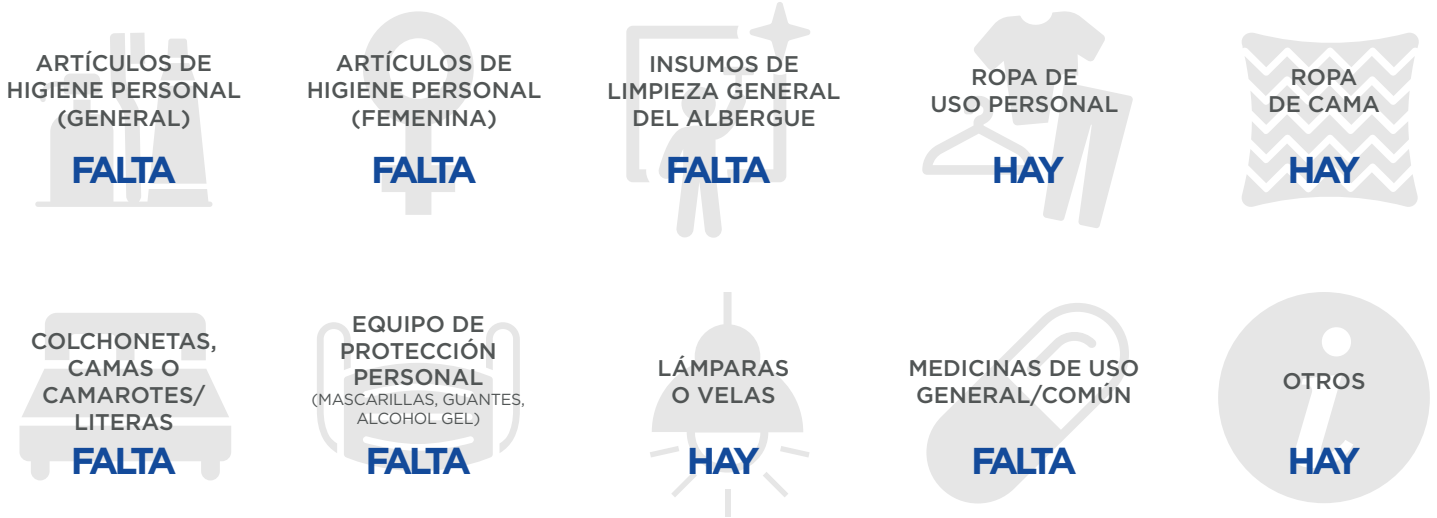 ARTÍCULOS DE
HIGIENE PERSONAL
(GENERAL)
FALTA
ARTÍCULOS DE
HIGIENE PERSONAL
(FEMENINA)
FALTA
INSUMOS DE
LIMPIEZA GENERAL
DEL ALBERGUE
FALTA
ROPA DE
USO PERSONAL
HAY
ROPA
DE CAMA
HAY
COLCHONETAS,
CAMAS O
CAMAROTES/
LITERAS
FALTA
EQUIPO DE
PROTECCIÓN
PERSONAL
(MASCARILLAS, GUANTES,
ALCOHOL GEL)
FALTA
LÁMPARAS
O VELAS
HAY
MEDICINAS DE USO
GENERAL/COMÚN
FALTA
OTROS
HAY